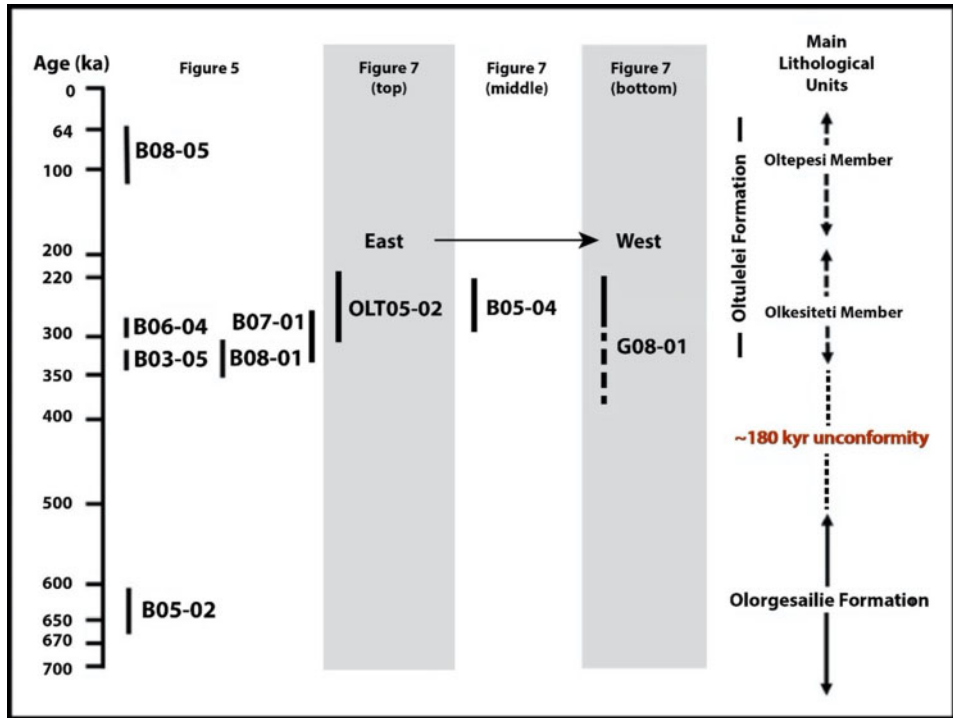 Age (ka)
Figure 5
Figure 7
(top)
Figure 7
(middle)
Figure 7
(bottom)
Main
Lithological
Units
0
64
100
200
220
300
350
400
500
600
650
670
700
B08-05
B06-04
B03-05
B07-01
B08-01
B05-02
East
West
OLT05-02
B05-04
G08-01
Oltulelei Formation
Oltepesi Member
Olkesiteti Member
~180 kyr unconformity
Olorgesailie Formation